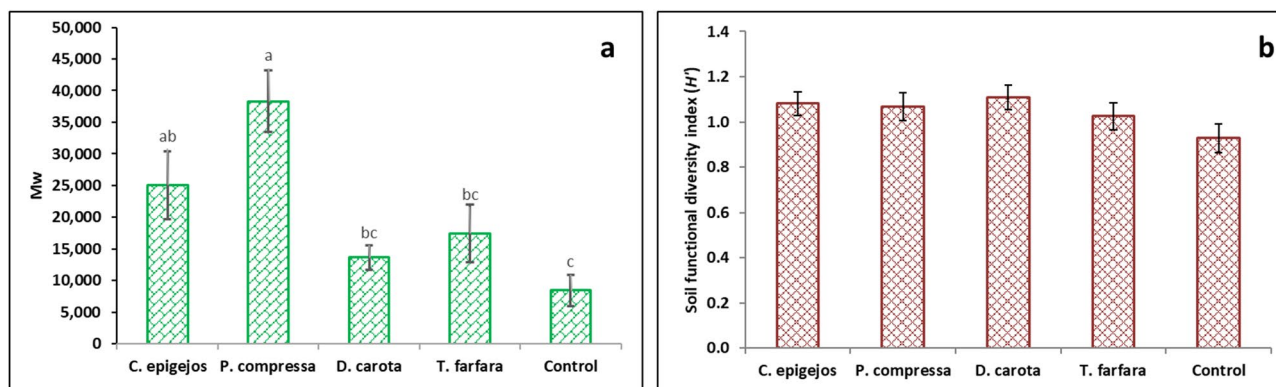 a
50,000
45,000
40,000
35,000
30,000
25,000
20,000
15,000
10,000
5,000
0
Mw
ab
a
bc
bc
c
C. epigejos P. compressa D. carota T. farfara Control
b
1.4
1.2
1.0
0.8
0.6
0.4
0.2
0.0
Soil functional diversity index (H')
C. epigejos P. compressa D. carota T. farfara Control